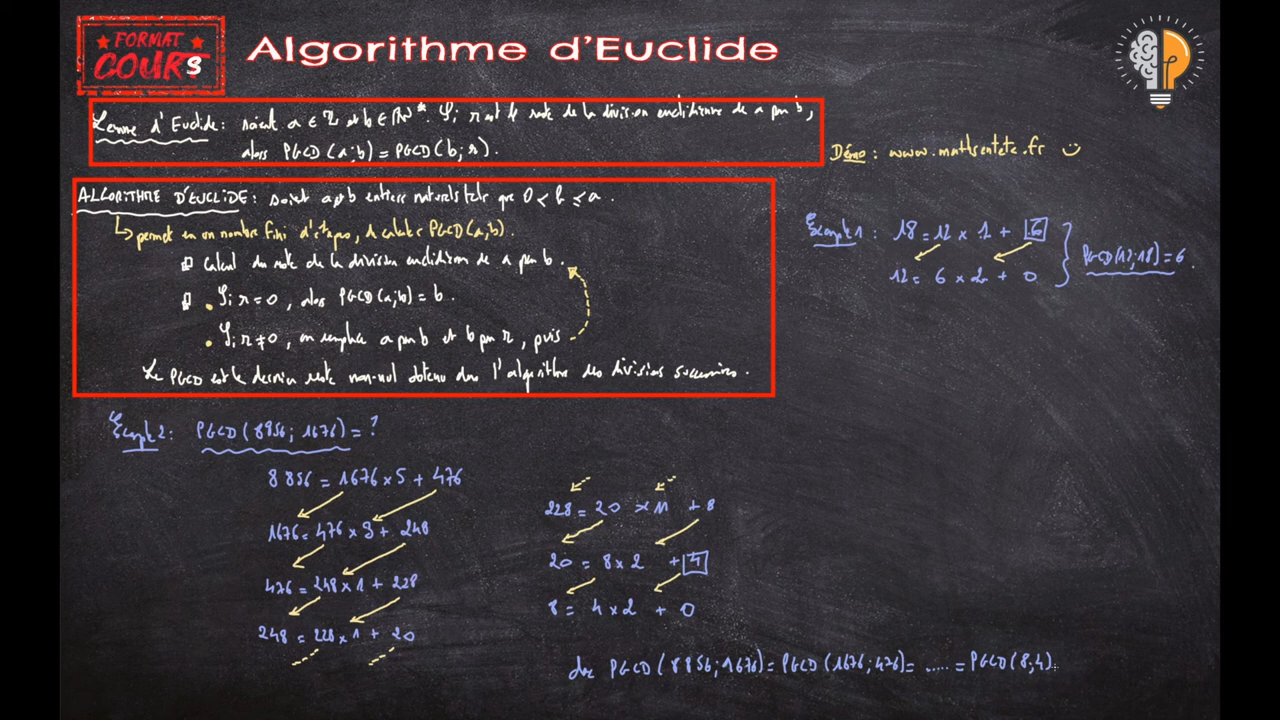 FORMAT
COURS
Algorithme d'Euclide
Lemme d'Euclide : soient a ∈ ℤ et b ∈ ℕ*. Si r est le reste de la division euclidienne de a par b,
alors PGCD(a;b) = PGCD(b;r).
Démo : www.mathsentete.fr
ALGORITHME D'EUCLIDE : soient a et b entiers naturels tels que 0 < b ≤ a.
permet en un nombre fini d'étapes, de calculer PGCD(a,b).
Calcul du reste de la division euclidienne de a par b.
Si r = 0, alors PGCD(a;b) = b.
Si r ≠ 0, on remplace a par b et b par r, puis
Le PGCD est le dernier reste non-nul obtenu dans l'algorithme des divisions successives.
Exemple 1 : 18 = 12 × 1 + 6
12 = 6 × 2 + 0
PGCD(12;18) = 6.
Exemple 2 : PGCD(8856; 1676) = ?
8 856 = 1676 × 5 + 476
1676 = 476 × 3 + 248
476 = 248 × 1 + 228
248 = 228 × 1 + 20
228 = 20 × 11 + 8
20 = 8 × 2 + 4
8 = 4 × 2 + 0
donc PGCD(8856; 1676) = PGCD(1676; 476) = ..... = PGCD(8;4)